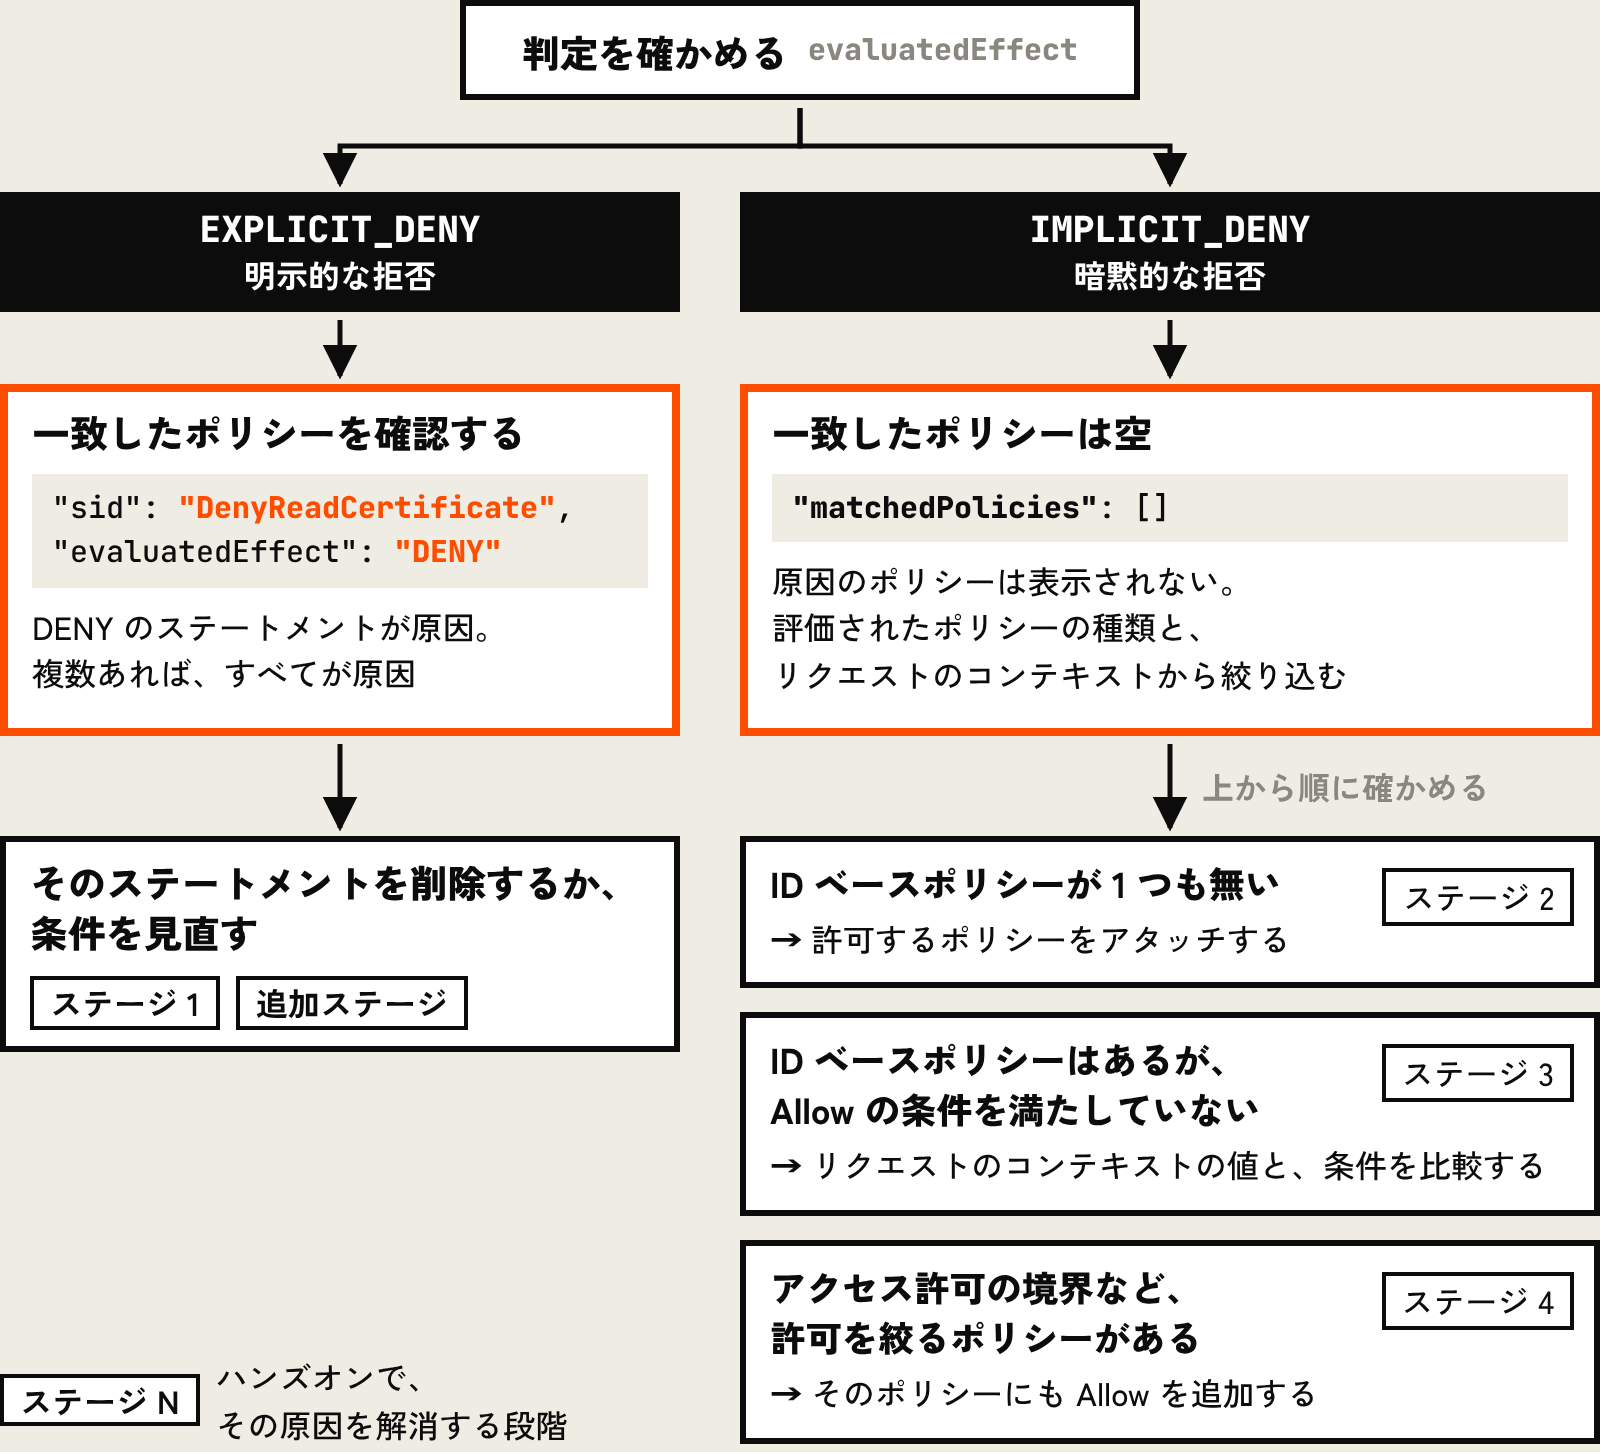 判定を確かめる evaluatedEffect
EXPLICIT_DENY
明示的な拒否
一致したポリシーを確認する
"sid": "DenyReadCertificate",
"evaluatedEffect": "DENY"
DENY のステートメントが原因。
複数あれば、すべてが原因
そのステートメントを削除するか、
条件を見直す
ステージ 1 追加ステージ
IMPLICIT_DENY
暗黙的な拒否
一致したポリシーは空
"matchedPolicies": []
原因のポリシーは表示されない。
評価されたポリシーの種類と、
リクエストのコンテキストから絞り込む
上から順に確かめる
ID ベースポリシーが 1 つも無い
ステージ 2
→ 許可するポリシーをアタッチする
ID ベースポリシーはあるが、
ステージ 3
Allow の条件を満たしていない
→ リクエストのコンテキストの値と、条件を比較する
アクセス許可の境界など、
ステージ 4
許可を絞るポリシーがある
→ そのポリシーにも Allow を追加する
ステージ N
ハンズオンで、
その原因を解消する段階